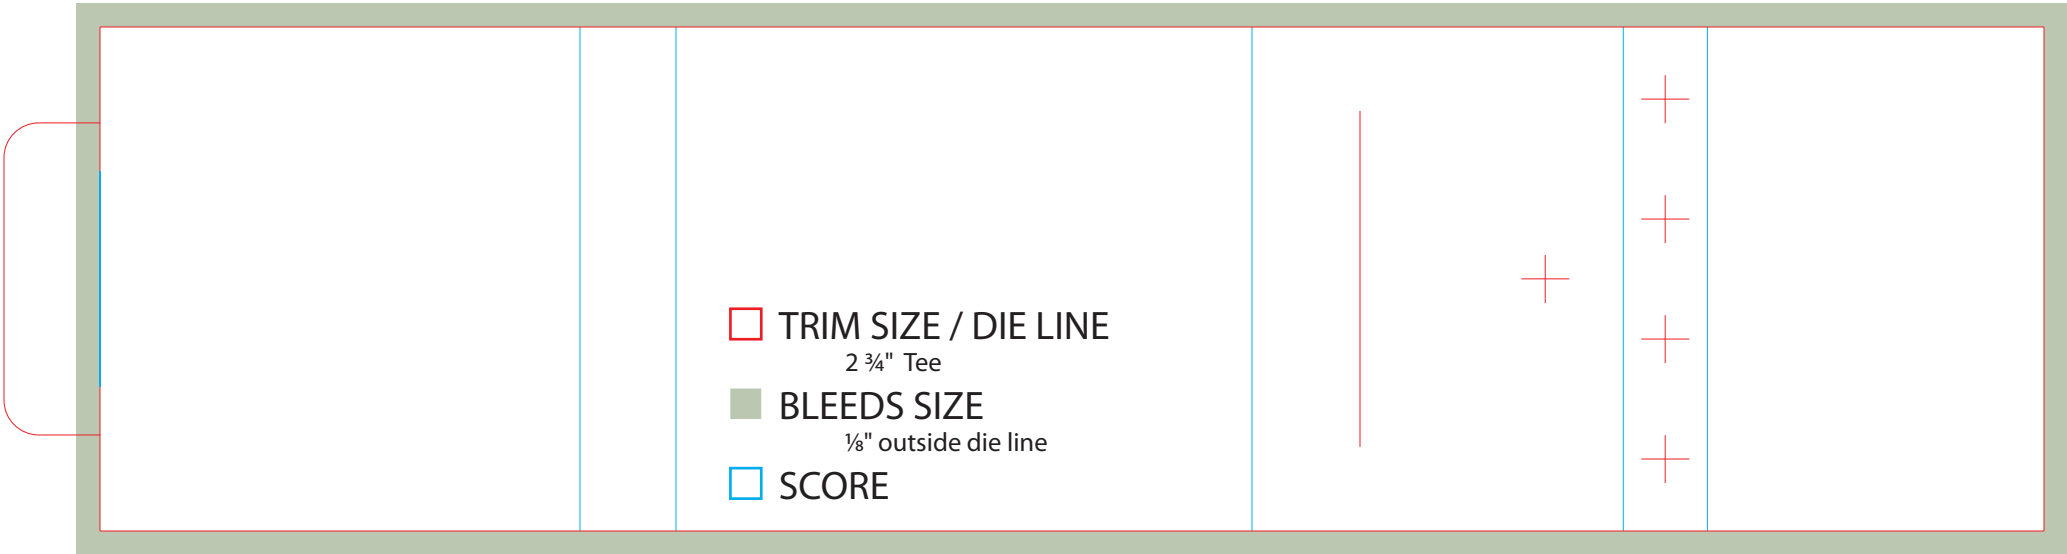 TRIM SIZE / DIE LINE
2 ¾" Tee
BLEEDS SIZE
⅛" outside die line
SCORE